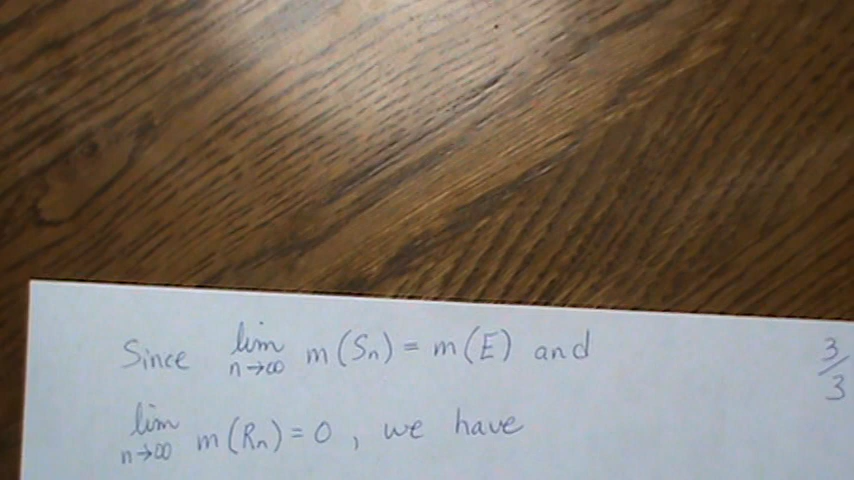 Since lim n→∞ m(Sn) = m(E) and
3/3
lim n→∞ m(Rn) = 0, we have